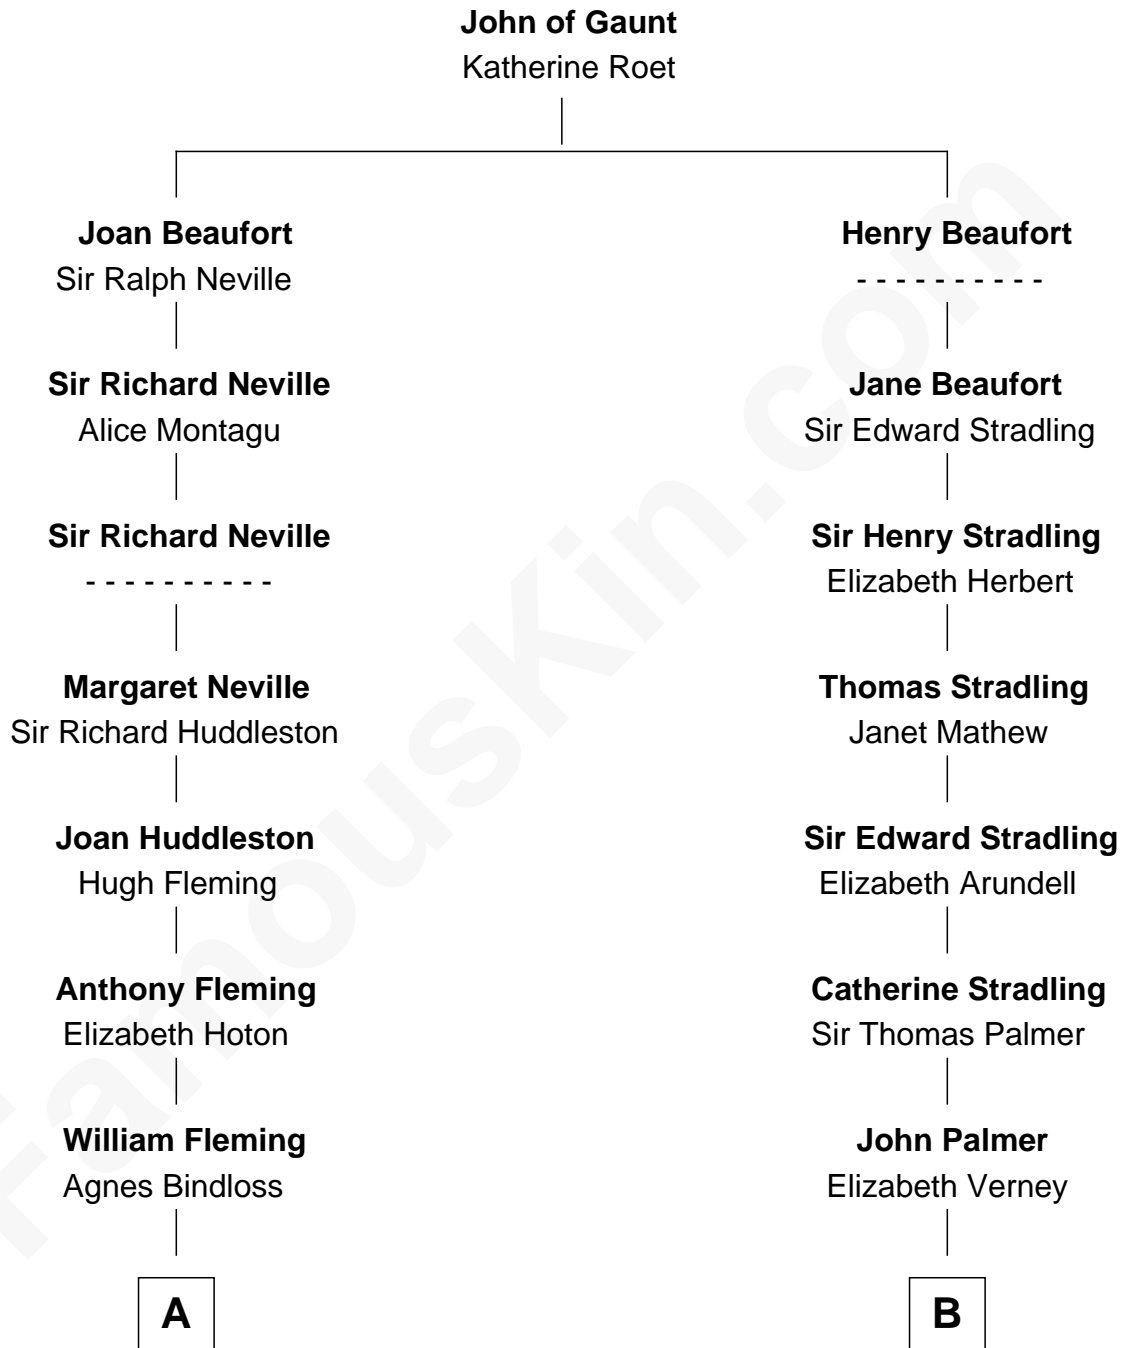 John of Gaunt
Katherine Roet
Joan Beaufort
Sir Ralph Neville
Henry Beaufort
- - - - - - - - - -
Sir Richard Neville
Alice Montagu
Jane Beaufort
Sir Edward Stradling
Sir Richard Neville
- - - - - - - - - -
Sir Henry Stradling
Elizabeth Herbert
Margaret Neville
Sir Richard Huddleston
Thomas Stradling
Janet Mathew
Joan Huddleston
Hugh Fleming
Sir Edward Stradling
Elizabeth Arundell
Anthony Fleming
Elizabeth Hoton
Catherine Stradling
Sir Thomas Palmer
William Fleming
Agnes Bindloss
John Palmer
Elizabeth Verney
A
B
FamousKin.com